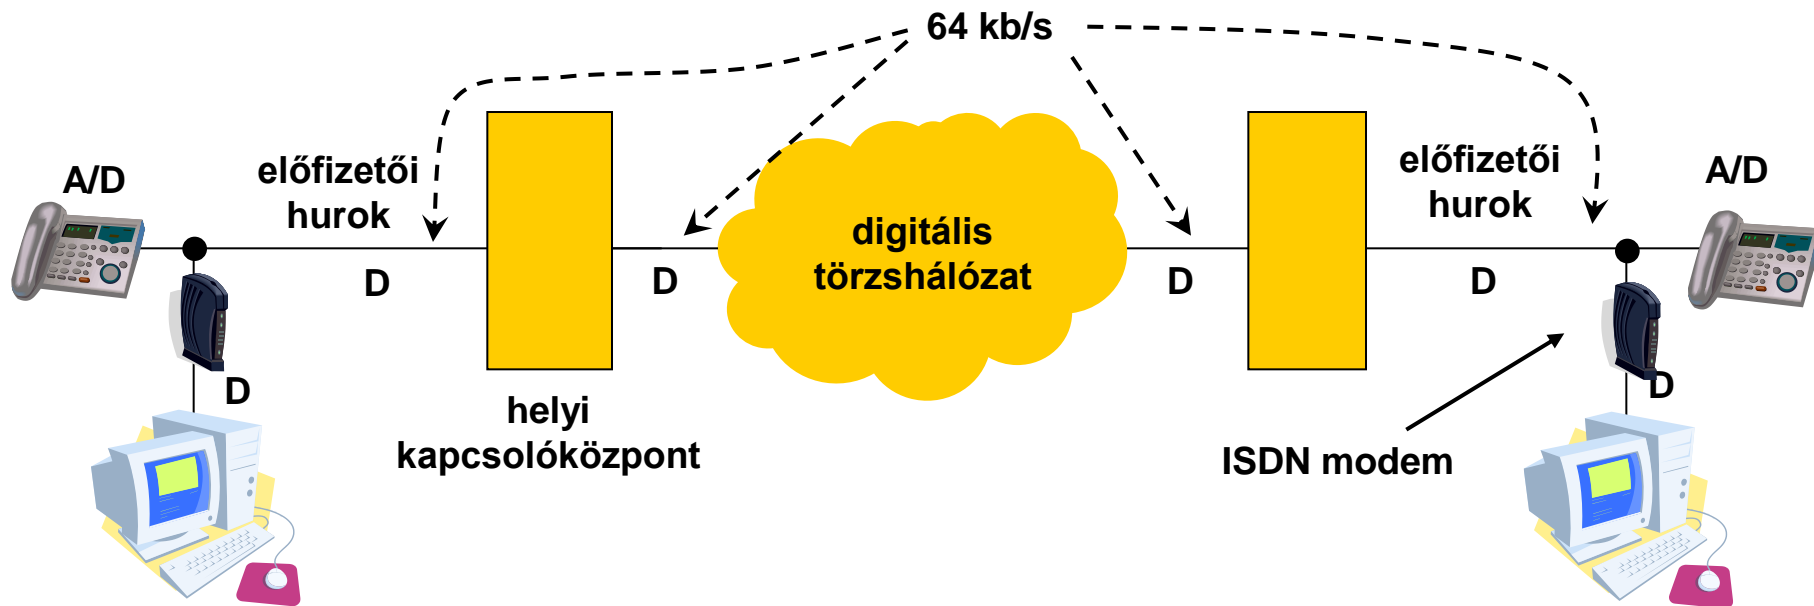 64 kb/s
A/D
előfizetői
hurok
D
D
D
helyi
kapcsolóközpont
digitális
törzshálózat
D
előfizetői
hurok
D
A/D
D
ISDN modem